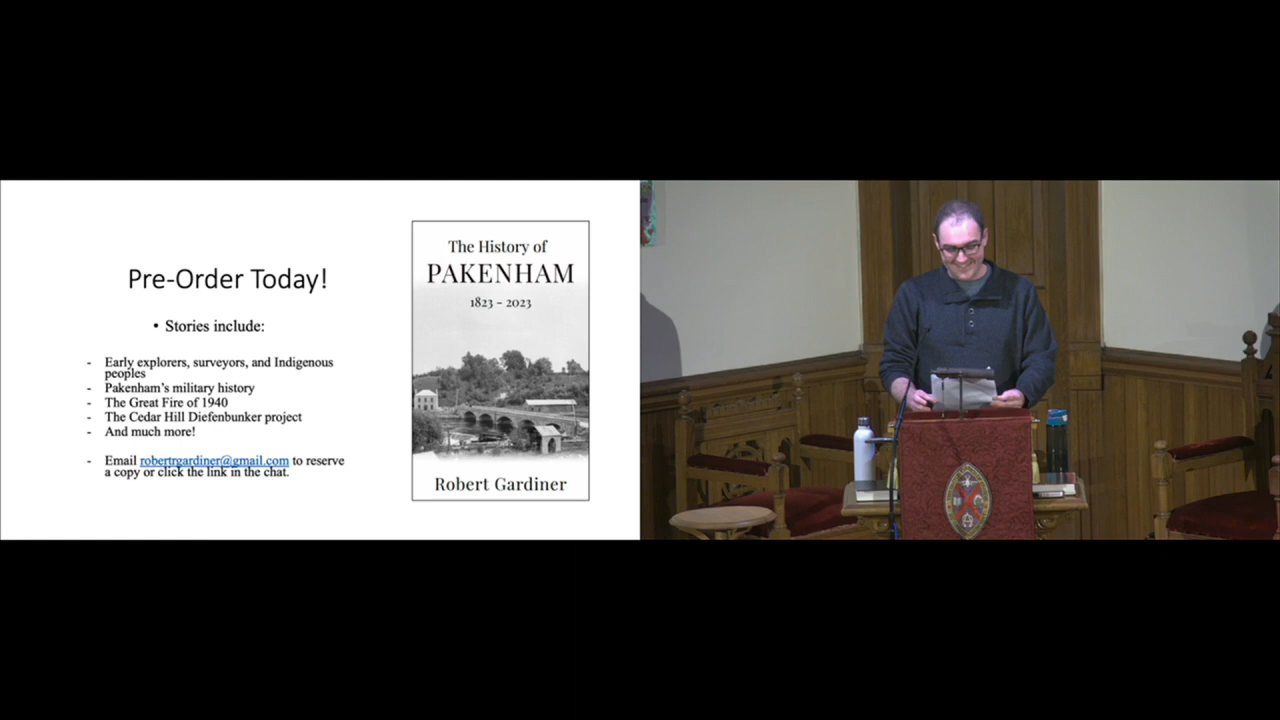 Pre-Order Today!
• Stories include:
- Early explorers, surveyors, and Indigenous
peoples
- Pakenham's military history
- The Great Fire of 1940
- The Cedar Hill Diefenbunker project
- And much more!
- Email robertrgardiner@gmail.com to reserve
a copy or click the link in the chat.
The History of
PAKENHAM
1823 - 2023
Robert Gardiner